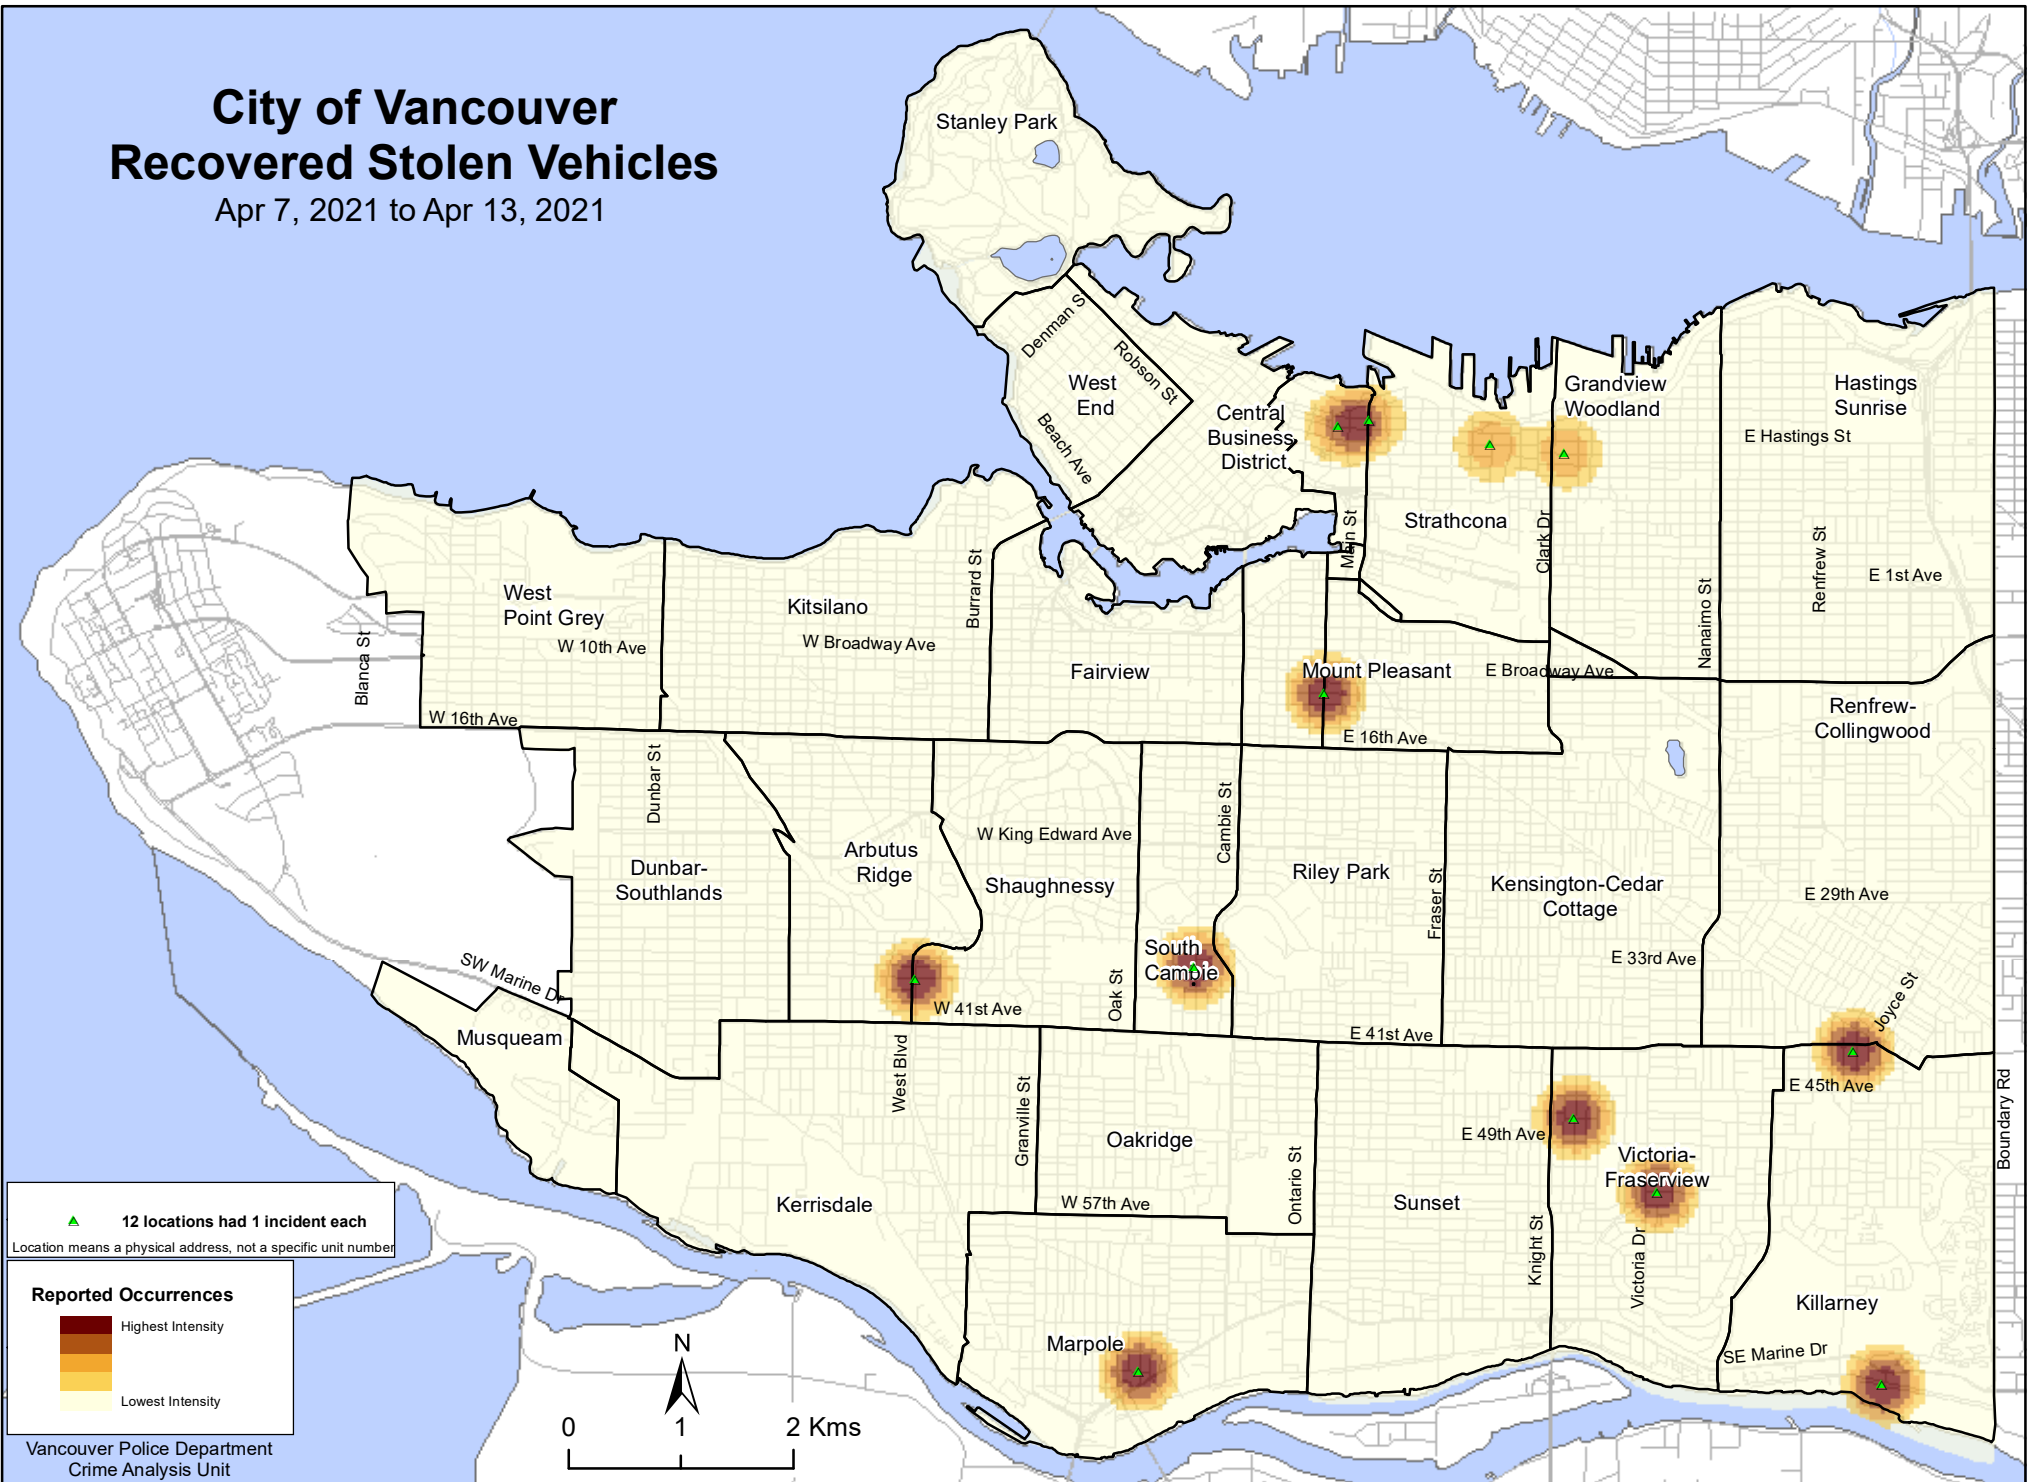 City of Vancouver
Recovered Stolen Vehicles
Apr 7, 2021 to Apr 13, 2021
Stanley Park
Denman S
Robson St
West
End
Beach Ave
Central
Business
District
Grandview
Woodland
Hastings
Sunrise
E Hastings St
Strathcona
Main St
Clark Dr
Nanaimo St
Renfrew St
E 1st Ave
West
Point Grey
W 10th Ave
Blanca St
W 16th Ave
Kitsilano
W Broadway Ave
Burrard St
Fairview
Mount Pleasant
E Broadway Ave
E 16th Ave
Renfrew-
Collingwood
Dunbar St
Dunbar-
Southlands
Arbutus
Ridge
W King Edward Ave
Shaughnessy
Cambie St
South
Cambie
Oak St
Riley Park
Fraser St
Kensington-Cedar
Cottage
E 29th Ave
E 33rd Ave
Joyce St
SW Marine Dr
Musqueam
W 41st Ave
E 41st Ave
West Blvd
Granville St
Oakridge
E 45th Ave
E 49th Ave
Boundary Rd
Victoria-
Fraserview
Kerrisdale
W 57th Ave
Ontario St
Sunset
Knight St
Victoria Dr
Killarney
SE Marine Dr
Marpole
12 locations had 1 incident each
Location means a physical address, not a specific unit number
Reported Occurrences
Highest Intensity
Lowest Intensity
Vancouver Police Department
Crime Analysis Unit
N
0 1 2 Kms